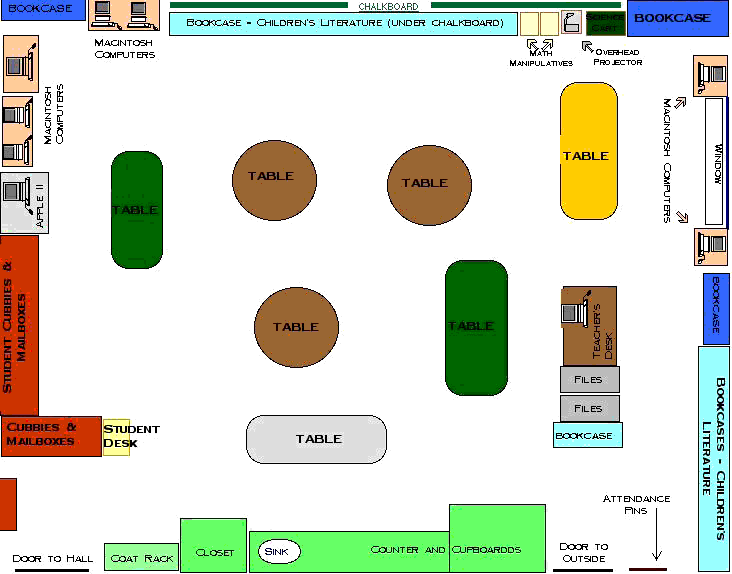 BOOKCASE
CHALKBOARD
BOOKCASE - CHILDREN'S LITERATURE (UNDER CHALKBOARD)
SCIENCE
CART
BOOKCASE
MACINTOSH
COMPUTERS
MATH
MANIPULATIVES
OVERHEAD
PROJECTOR
MACINTOSH
COMPUTERS
MACINTOSH COMPUTERS
WINDOW
TABLE
TABLE
TABLE
TABLE
APPLE II
STUDENT CUBBIES &
MAILBOXES
TABLE
TABLE
TEACHER'S
DESK
BOOKCASE
FILES
FILES
BOOKCASE
BOOKCASES - CHILDREN'S
LITERATURE
CUBBIES &
MAILBOXES
STUDENT
DESK
TABLE
ATTENDANCE
PINS
DOOR TO HALL
COAT RACK
CLOSET
SINK
COUNTER AND CUPBOARDDS
DOOR TO
OUTSIDE